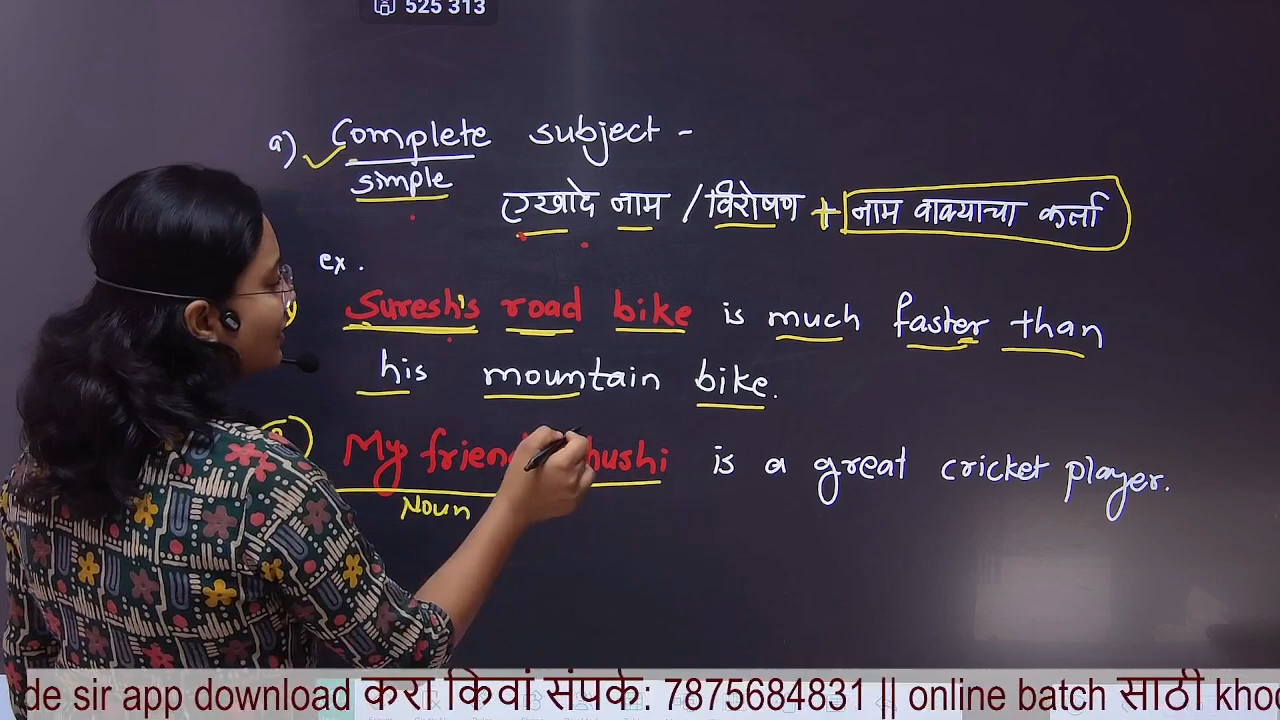 525 313
a) Complete subject -
simple
एखादे नाम / विशेषण + नाम वाक्याचा कर्ता
ex.
Suresh's road bike is much faster than
his mountain bike.
My friend is a great cricket player.
Noun
de sir app download करा किवां संपर्क: 7875684831 || online batch साठी khod